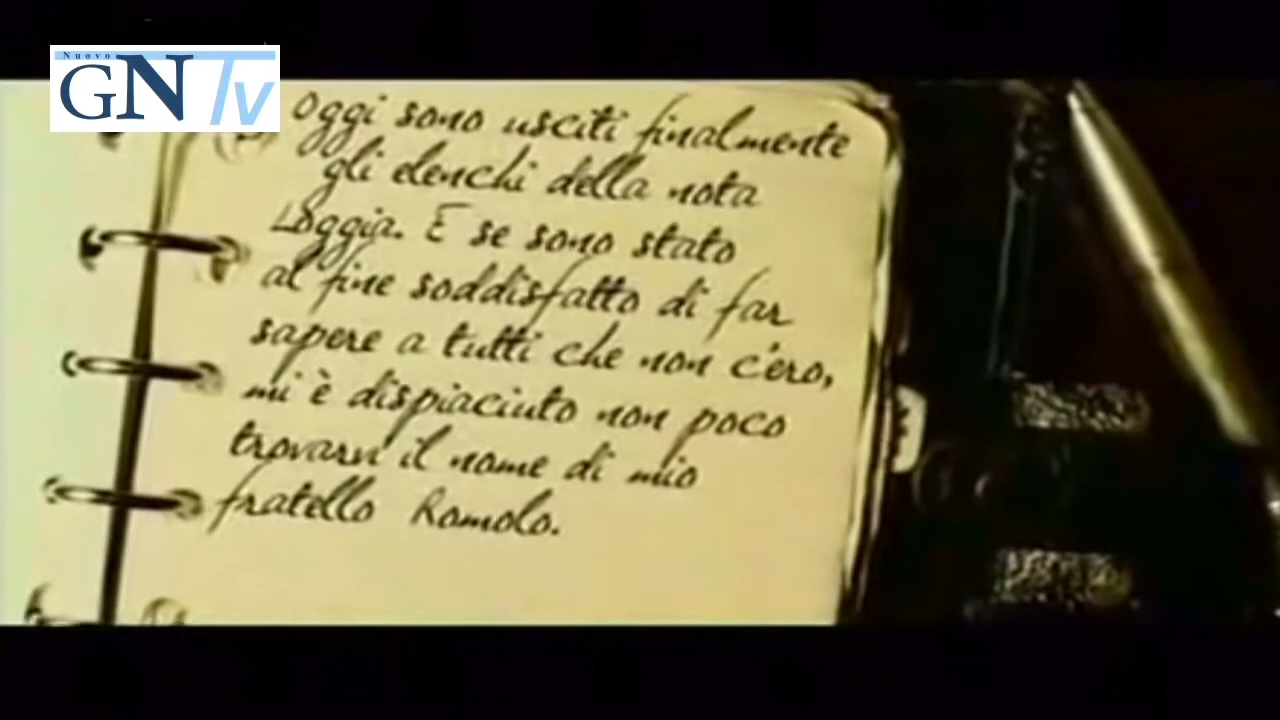 Nuovo
GN Tv
Oggi sono usciti finalmente
gli elenchi della nota
Loggia. E se sono stato
al fine soddisfatto di far
sapere a tutti che non c'ero,
mi è dispiaciuto non poco
trovarvi il nome di mio
fratello Romolo.